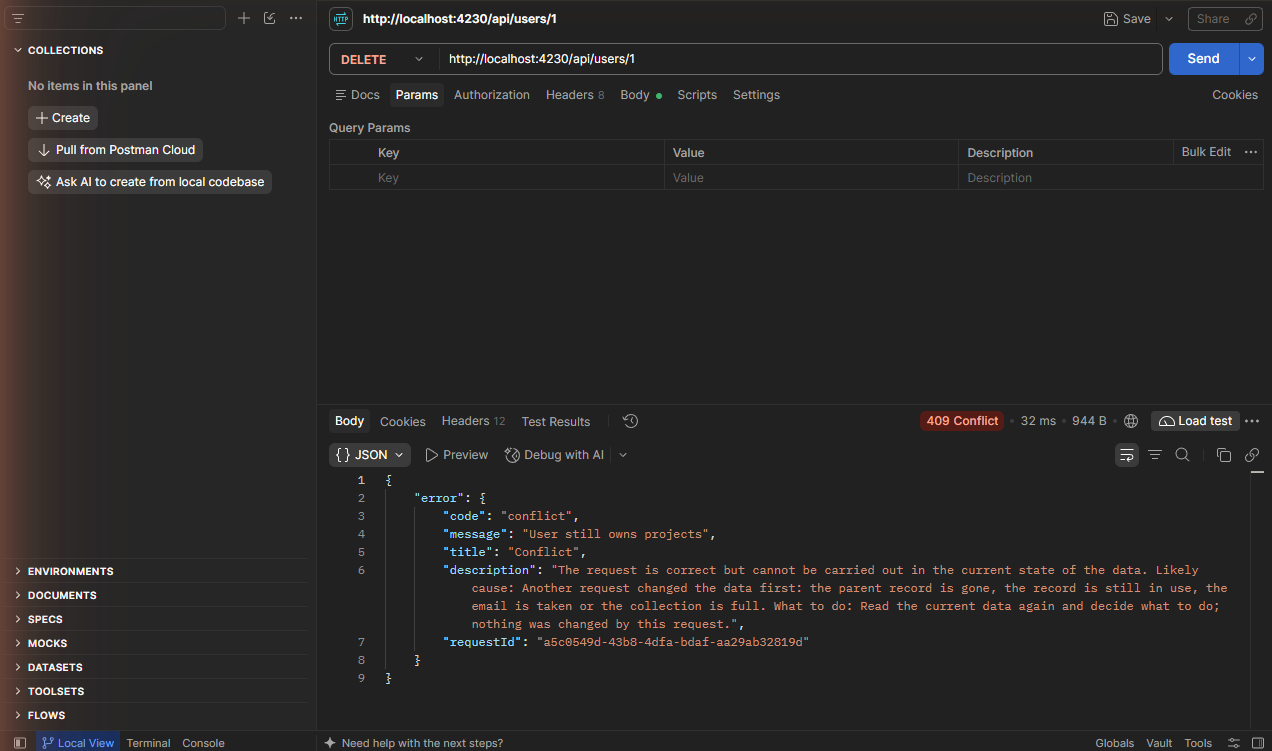 HTTP http://localhost:4230/api/users/1 Save Share
COLLECTIONS
No items in this panel
Create
Pull from Postman Cloud
Ask AI to create from local codebase
ENVIRONMENTS
DOCUMENTS
SPECS
MOCKS
DATASETS
TOOLSETS
FLOWS
DELETE http://localhost:4230/api/users/1 Send
Docs Params Authorization Headers 8 Body Scripts Settings Cookies
Query Params
Key Value Description Bulk Edit
Key Value Description
Body Cookies Headers 12 Test Results 409 Conflict 32 ms 944 B Load test
{} JSON Preview Debug with AI
1 {
2 "error": {
3 "code": "conflict",
4 "message": "User still owns projects",
5 "title": "Conflict",
6 "description": "The request is correct but cannot be carried out in the current state of the data. Likely
cause: Another request changed the data first: the parent record is gone, the record is still in use, the
email is taken or the collection is full. What to do: Read the current data again and decide what to do;
nothing was changed by this request.",
7 "requestId": "a5c0549d-43b8-4dfa-bdaf-aa29ab32819d"
8 }
9 }
Local View Terminal Console Need help with the next steps? Globals Vault Tools